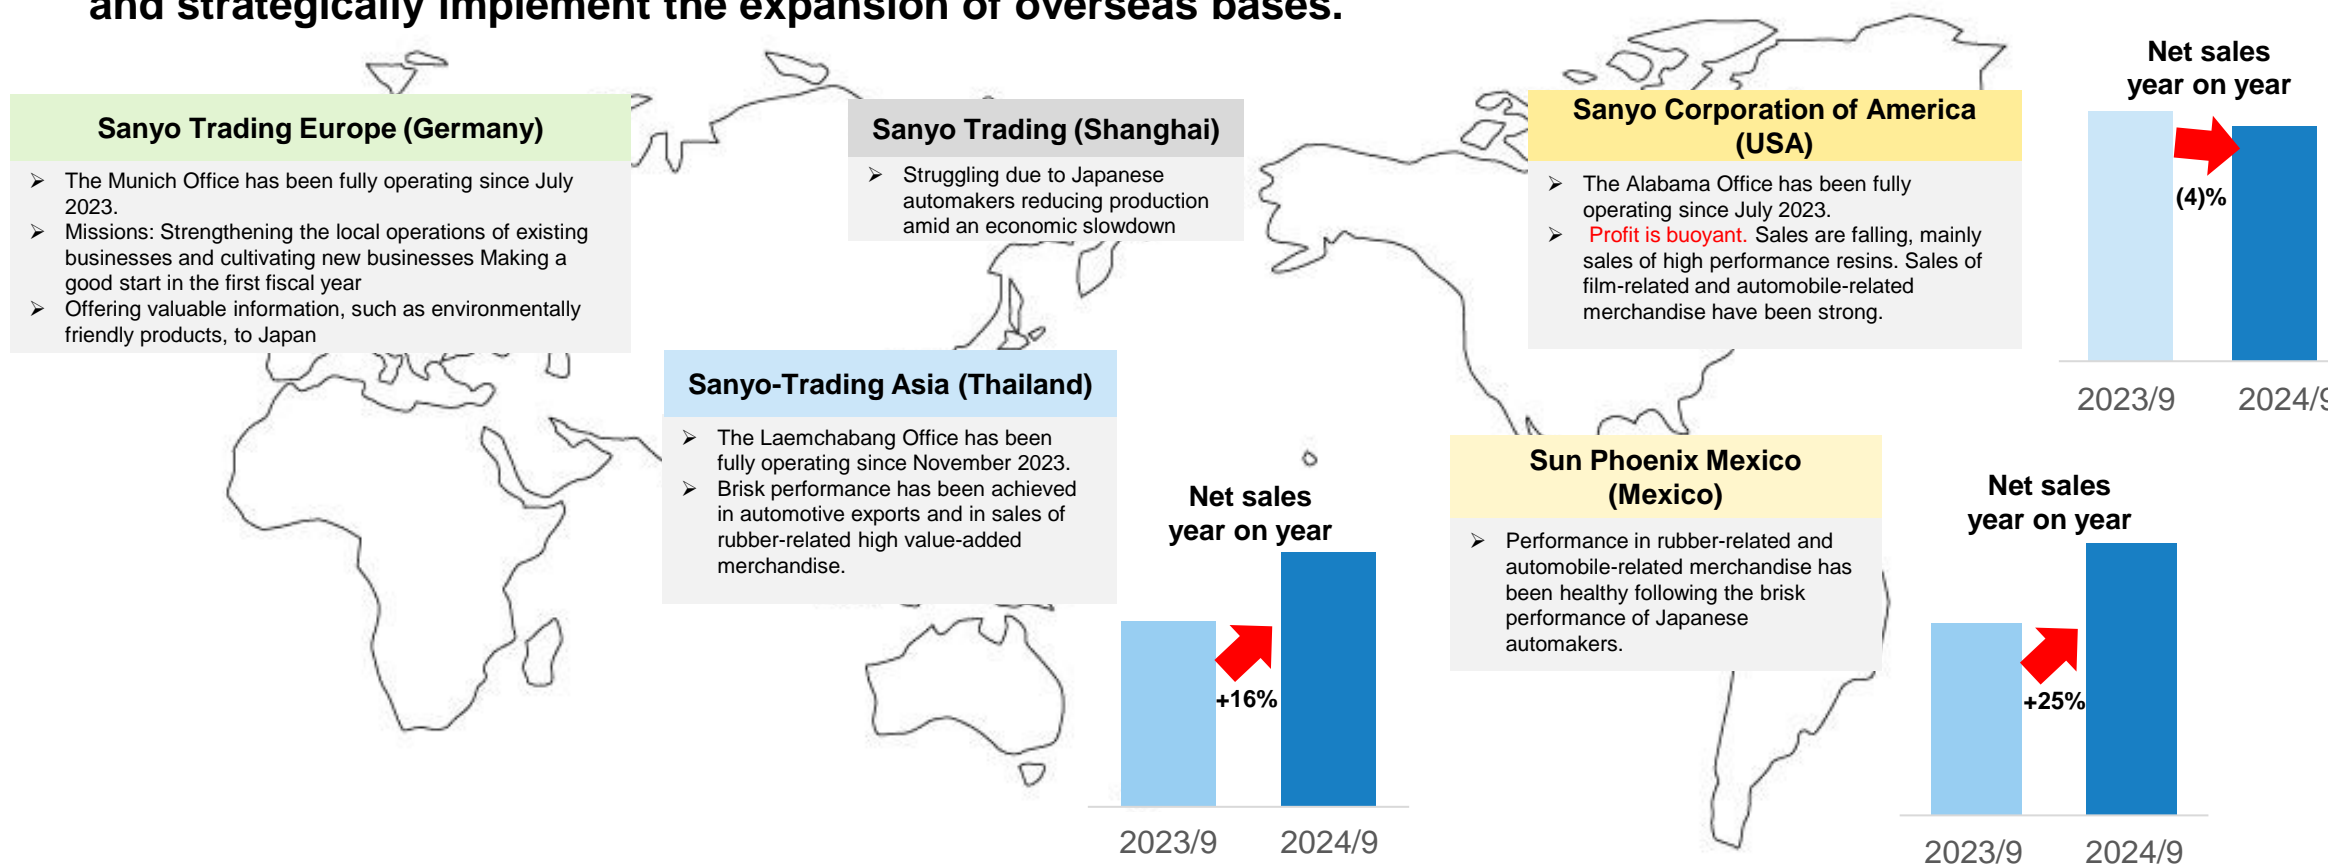 and strategically implement the expansion of overseas bases.
Sanyo Trading Europe (Germany)
➢ The Munich Office has been fully operating since July
2023.
➢ Missions: Strengthening the local operations of existing
businesses and cultivating new businesses Making a
good start in the first fiscal year
➢ Offering valuable information, such as environmentally
friendly products, to Japan
Sanyo Trading (Shanghai)
➢ Struggling due to Japanese
automakers reducing production
amid an economic slowdown
Sanyo Corporation of America
(USA)
➢ The Alabama Office has been fully
operating since July 2023.
➢ Profit is buoyant. Sales are falling, mainly
sales of high performance resins. Sales of
film-related and automobile-related
merchandise have been strong.
Net sales
year on year
(4)%
2023/9 2024/9
Sanyo-Trading Asia (Thailand)
➢ The Laemchabang Office has been
fully operating since November 2023.
➢ Brisk performance has been achieved
in automotive exports and in sales of
rubber-related high value-added
merchandise.
Net sales
year on year
+16%
2023/9 2024/9
Sun Phoenix Mexico
(Mexico)
➢ Performance in rubber-related and
automobile-related merchandise has
been healthy following the brisk
performance of Japanese
automakers.
Net sales
year on year
+25%
2023/9 2024/9